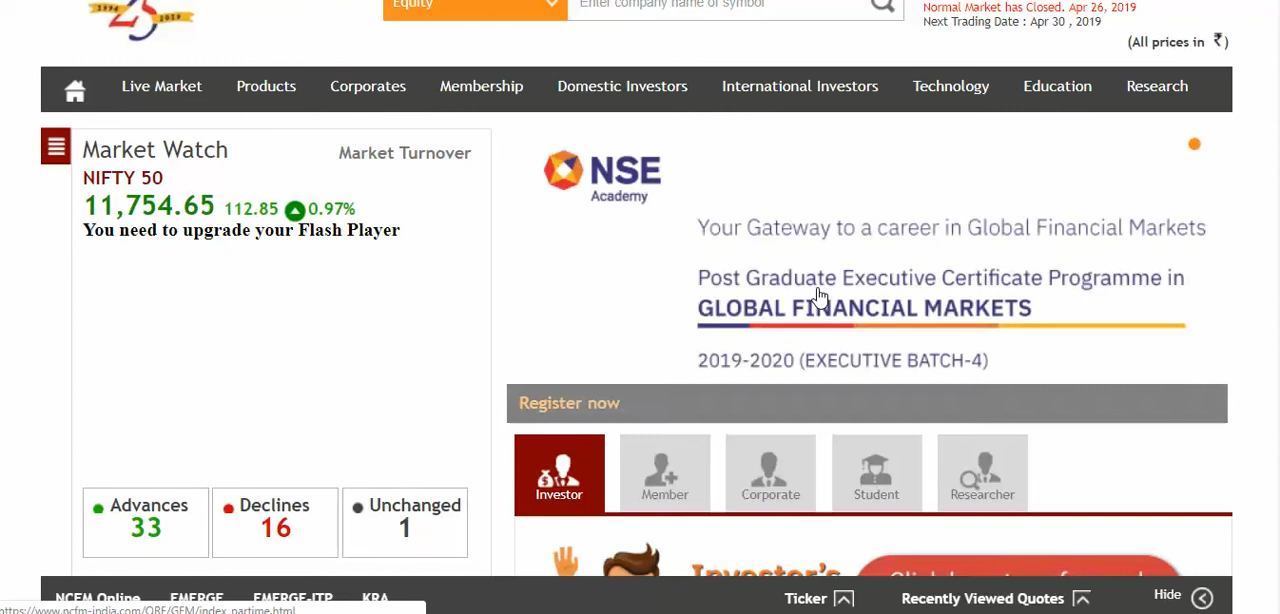 1994 25 2019
Equity
Enter company name or symbol
Normal Market has Closed. Apr 26, 2019
Next Trading Date : Apr 30 , 2019
(All prices in ₹)
Live Market
Products
Corporates
Membership
Domestic Investors
International Investors
Technology
Education
Research
Market Watch
Market Turnover
NIFTY 50
11,754.65 112.85 0.97%
You need to upgrade your Flash Player
Advances
33
Declines
16
Unchanged
1
NSE
Academy
Your Gateway to a career in Global Financial Markets
Post Graduate Executive Certificate Programme in
GLOBAL FINANCIAL MARKETS
2019-2020 (EXECUTIVE BATCH-4)
Register now
Investor
Member
Corporate
Student
Researcher
Investor's
NCFM Online
EMERGE
EMERGE-ITP
KRA
Ticker
Recently Viewed Quotes
Hide
https://www.ncfm-india.com/ORE/GFM/index_partime.html